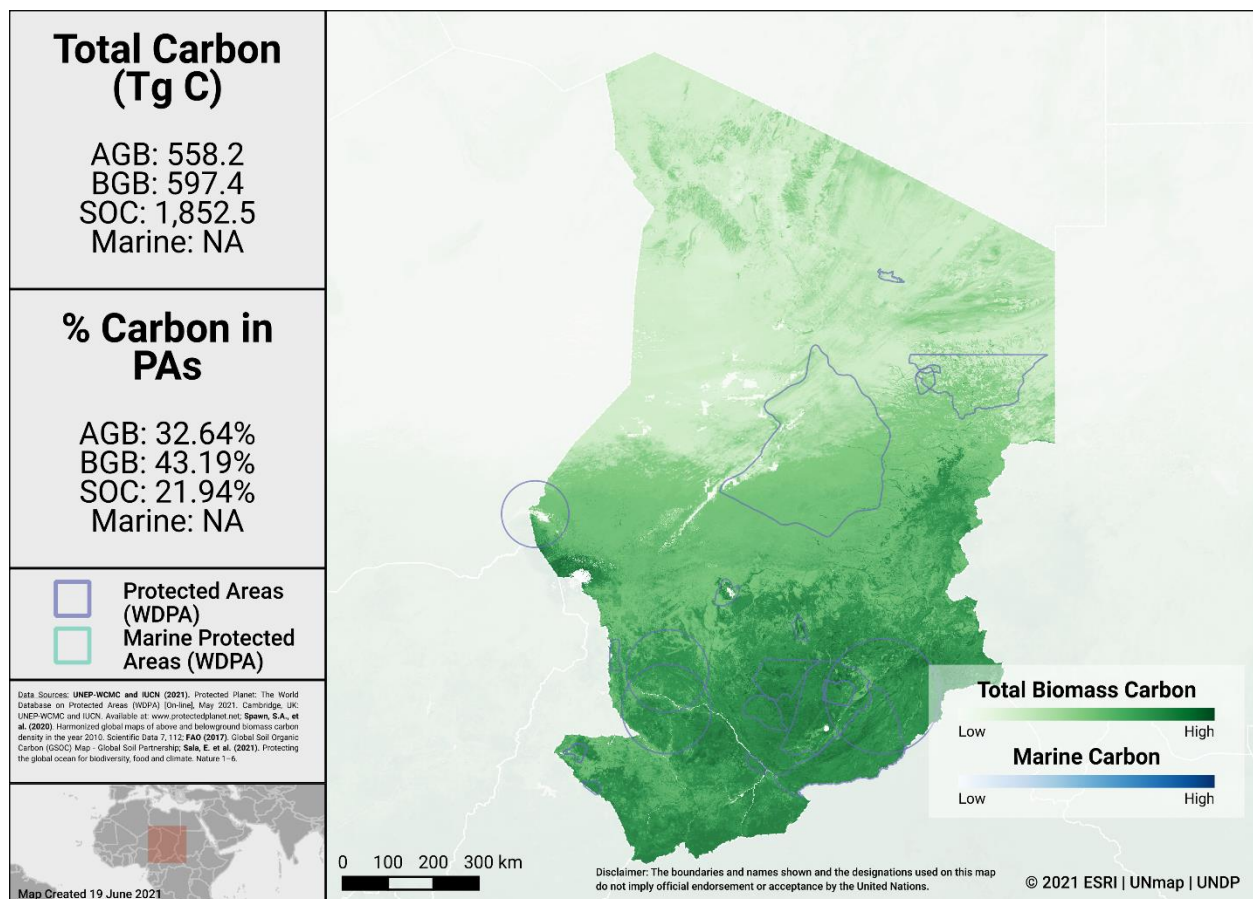 Total Carbon
(Tg C)
AGB: 558.2
BGB: 597.4
SOC: 1,852.5
Marine: NA
% Carbon in
PAs
AGB: 32.64%
BGB: 43.19%
SOC: 21.94%
Marine: NA
Protected Areas
(WDPA)
Marine Protected
Areas (WDPA)
Data Sources: UNEP-WCMC and IUCN (2021). Protected Planet: The World
Database on Protected Areas (WDPA) [On-line], May 2021. Cambridge, UK:
UNEP-WCMC and IUCN. Available at: www.protectedplanet.net; Spawn, S.A., et
al. (2020). Harmonized global maps of above and belowground biomass carbon
density in the year 2010. Scientific Data 7, 112; FAO (2017). Global Soil Organic
Carbon (GSOC) Map - Global Soil Partnership; Sala, E. et al. (2021). Protecting
the global ocean for biodiversity, food and climate. Nature 1–6.
Map Created 19 June 2021
0 100 200 300 km
Disclaimer: The boundaries and names shown and the designations used on this map
do not imply official endorsement or acceptance by the United Nations.
Total Biomass Carbon
Low High
Marine Carbon
Low High
© 2021 ESRI | UNmap | UNDP